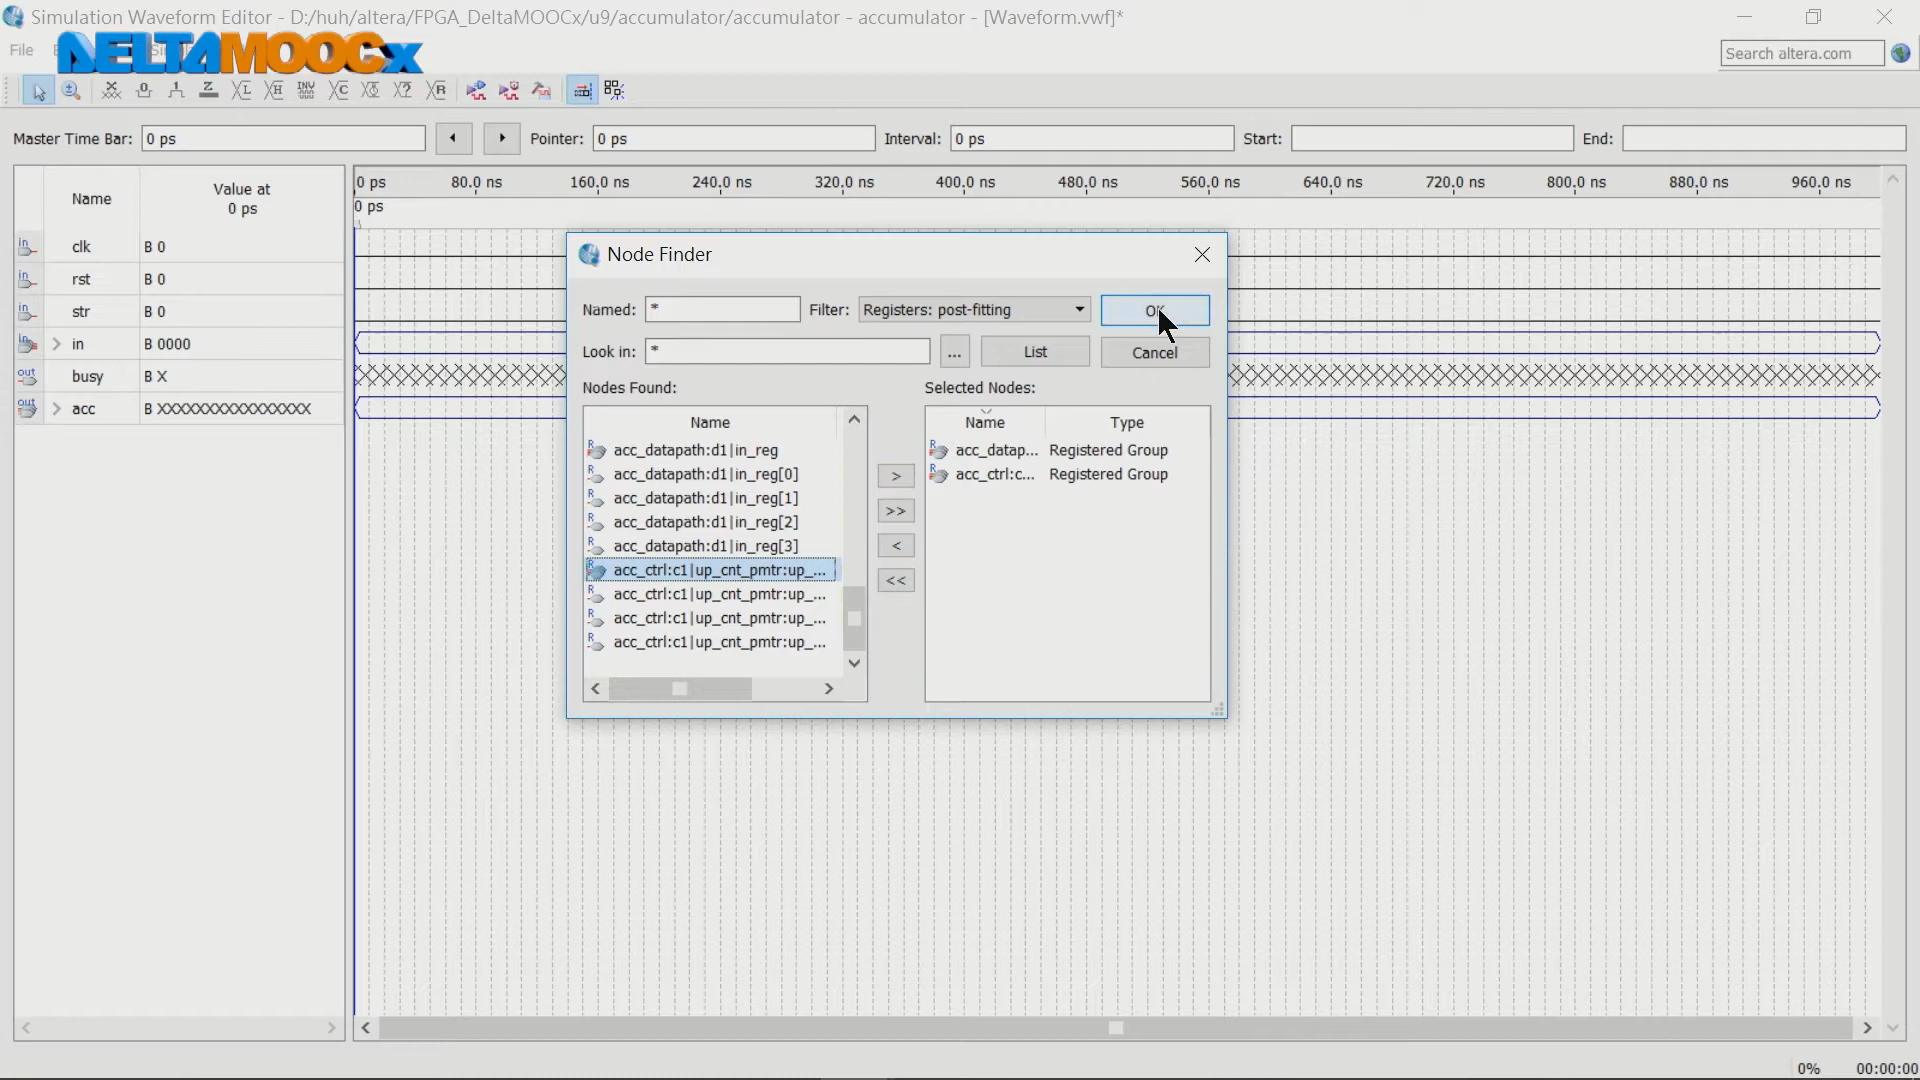 Simulation Waveform Editor - D:/huh/altera/FPGA_DeltaMOOCx/u9/accumulator/accumulator - accumulator - [Waveform.vwf]*
File
DELTAMOOCx
Search altera.com
Master Time Bar: 0 ps Pointer: 0 ps Interval: 0 ps Start: End:
Name Value at 0 ps
0 ps 80.0 ns 160.0 ns 240.0 ns 320.0 ns 400.0 ns 480.0 ns 560.0 ns 640.0 ns 720.0 ns 800.0 ns 880.0 ns 960.0 ns
0 ps
clk B 0
rst B 0
str B 0
in B 0000
busy B X
acc B XXXXXXXXXXXXXXXX
Node Finder
Named: * Filter: Registers: post-fitting OK
Look in: * ... List Cancel
Nodes Found: Selected Nodes:
Name Name Type
acc_datapath:d1|in_reg acc_datap... Registered Group
acc_datapath:d1|in_reg[0] acc_ctrl:c... Registered Group
acc_datapath:d1|in_reg[1]
acc_datapath:d1|in_reg[2]
acc_datapath:d1|in_reg[3]
acc_ctrl:c1|up_cnt_pmtr:up_...
acc_ctrl:c1|up_cnt_pmtr:up_...
acc_ctrl:c1|up_cnt_pmtr:up_...
acc_ctrl:c1|up_cnt_pmtr:up_...
>
>>
<
<<
0% 00:00:00